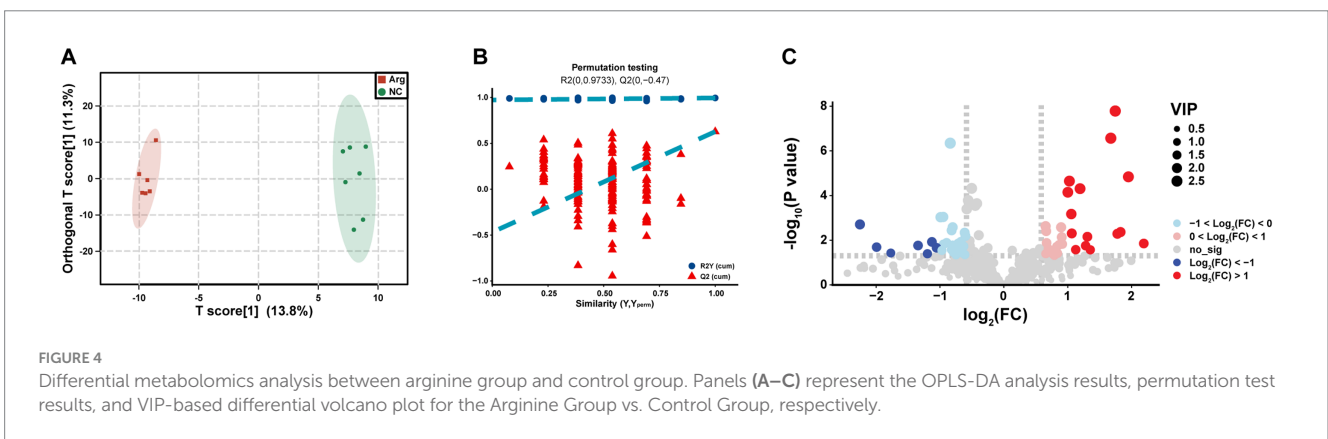 A
Orthogonal T score[1] (11.3%)
20
10
0
-10
-20
Arg
NC
-10
-5
0
5
10
T score[1] (13.8%)
B
Permutation testing
R2(0,0.9733), Q2(0,−0.47)
1.0
0.5
0.0
−0.5
−1.0
R2Y (cum)
Q2 (cum)
0.00
0.25
0.50
0.75
1.00
Similarity (Y,Yperm)
C
-log10(P value)
8
6
4
2
0
−2
−1
0
1
2
log2(FC)
VIP
0.5
1.0
1.5
2.0
2.5
−1 < Log2(FC) < 0
0 < Log2(FC) < 1
no_sig
Log2(FC) < −1
Log2(FC) > 1
FIGURE 4
Differential metabolomics analysis between arginine group and control group. Panels (A–C) represent the OPLS-DA analysis results, permutation test
results, and VIP-based differential volcano plot for the Arginine Group vs. Control Group, respectively.